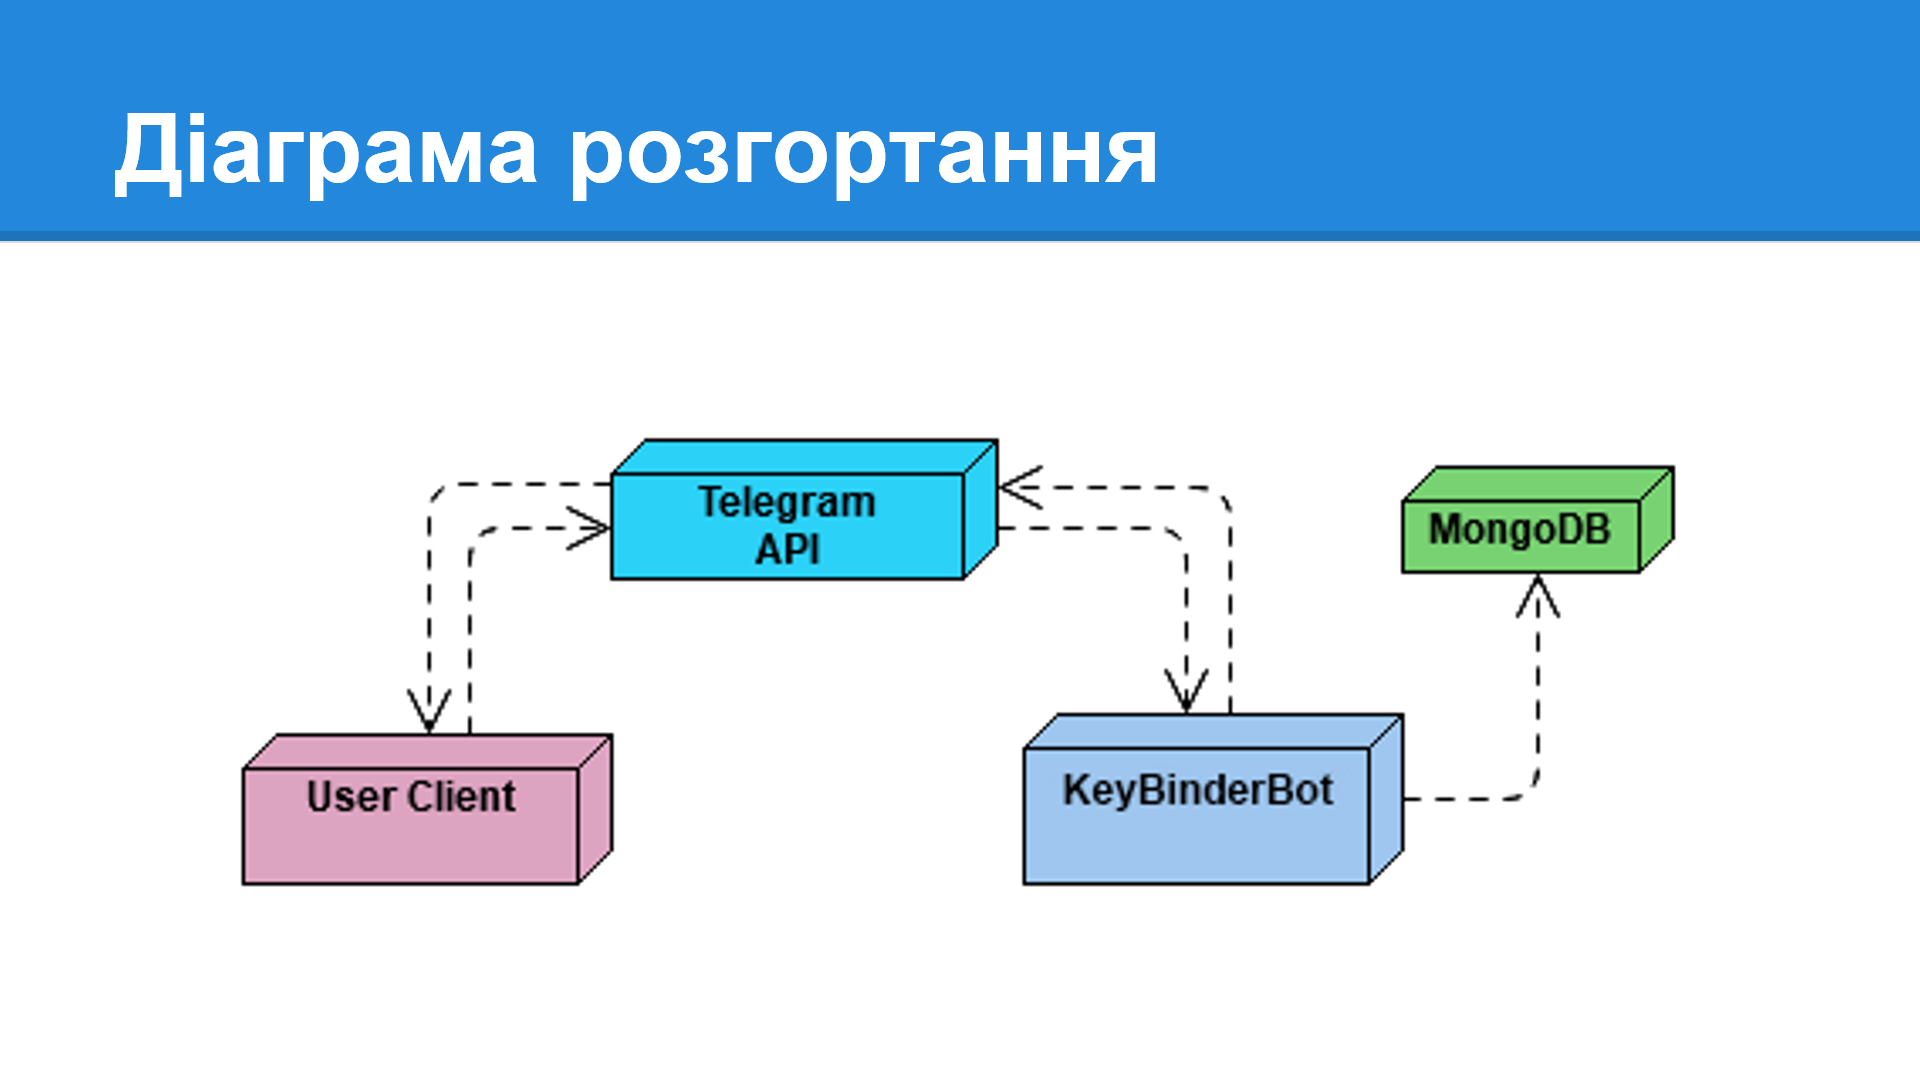 Діаграма розгортання
Telegram
API
MongoDB
User Client
KeyBinderBot